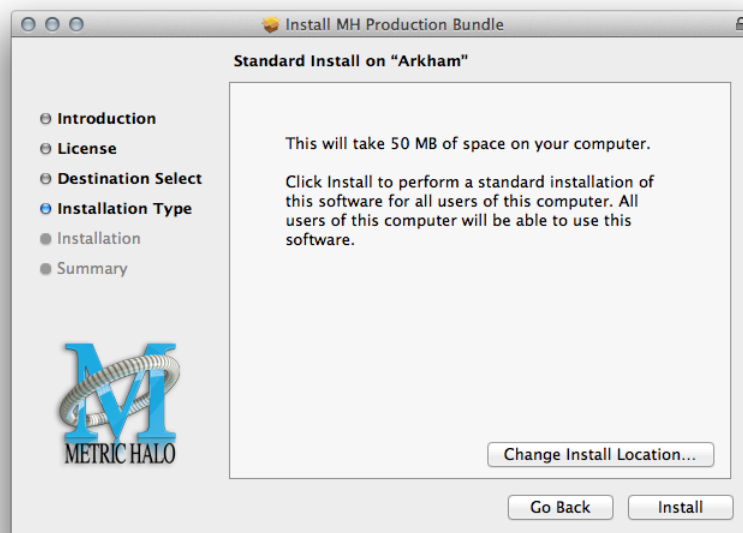 Install MH Production Bundle
Standard Install on “Arkham”
Introduction
License
Destination Select
Installation Type
Installation
Summary
This will take 50 MB of space on your computer.
Click Install to perform a standard installation of
this software for all users of this computer. All
users of this computer will be able to use this
software.
METRIC HALO
Change Install Location...
Go Back
Install